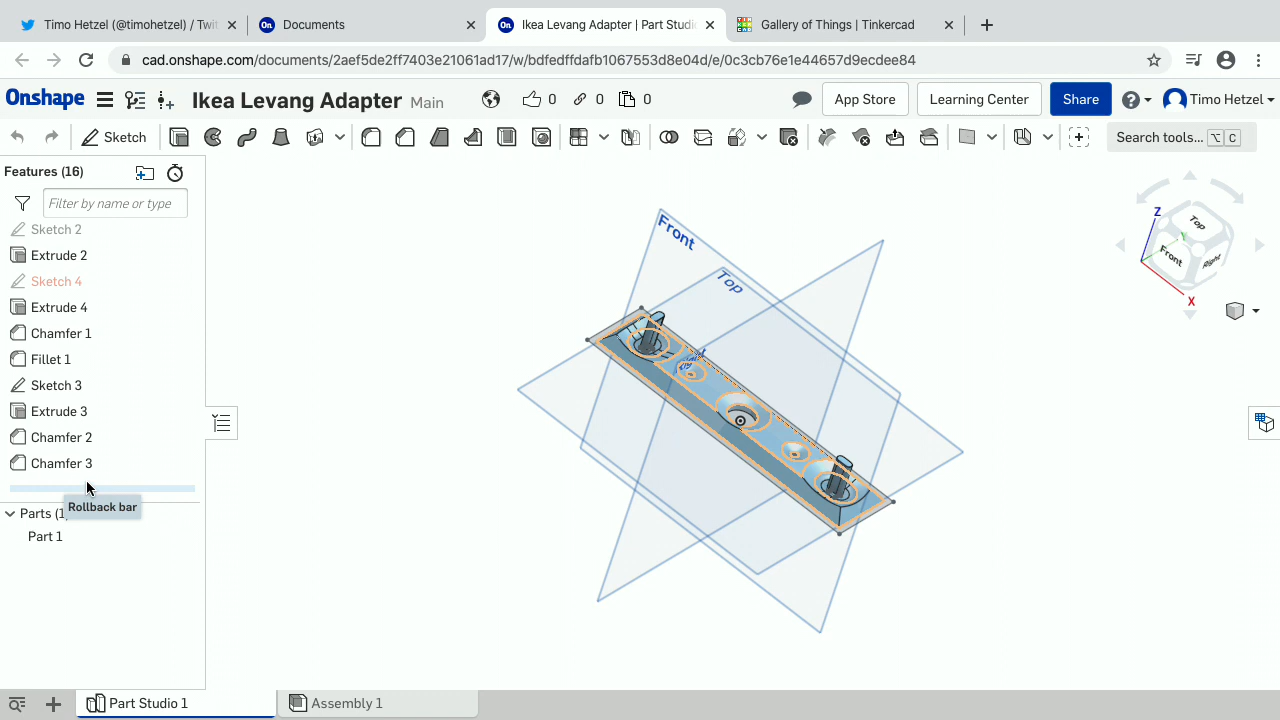 Timo Hetzel (@timohetzel) / Twit
Documents
Ikea Levang Adapter | Part Studi
Gallery of Things | Tinkercad
cad.onshape.com/documents/2aef5de2ff7403e21061ad17/w/bdfedffdafb1067553d8e04d/e/0c3cb76e1e44657d9ecdee84
Onshape
Ikea Levang Adapter Main
0
0
0
App Store
Learning Center
Share
Timo Hetzel
Sketch
Search tools... ⌥ C
Features (16)
Filter by name or type
Sketch 2
Extrude 2
Sketch 4
Extrude 4
Chamfer 1
Fillet 1
Sketch 3
Extrude 3
Chamfer 2
Chamfer 3
Rollback bar
Parts (1
Part 1
Front
Top
Z
Top
Y
Front
Right
X
Part Studio 1
Assembly 1